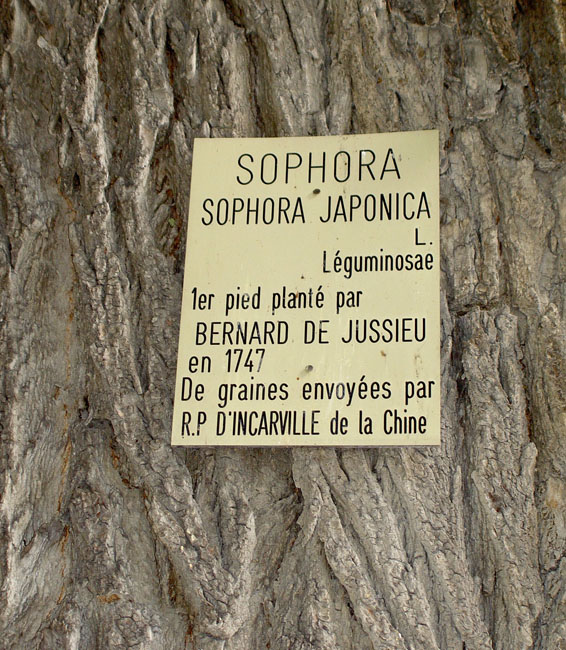 SOPHORA
SOPHORA JAPONICA
L.
Léguminosae
1er pied planté par
BERNARD DE JUSSIEU
en 1747
De graines envoyées par
R.P D'INCARVILLE de la Chine